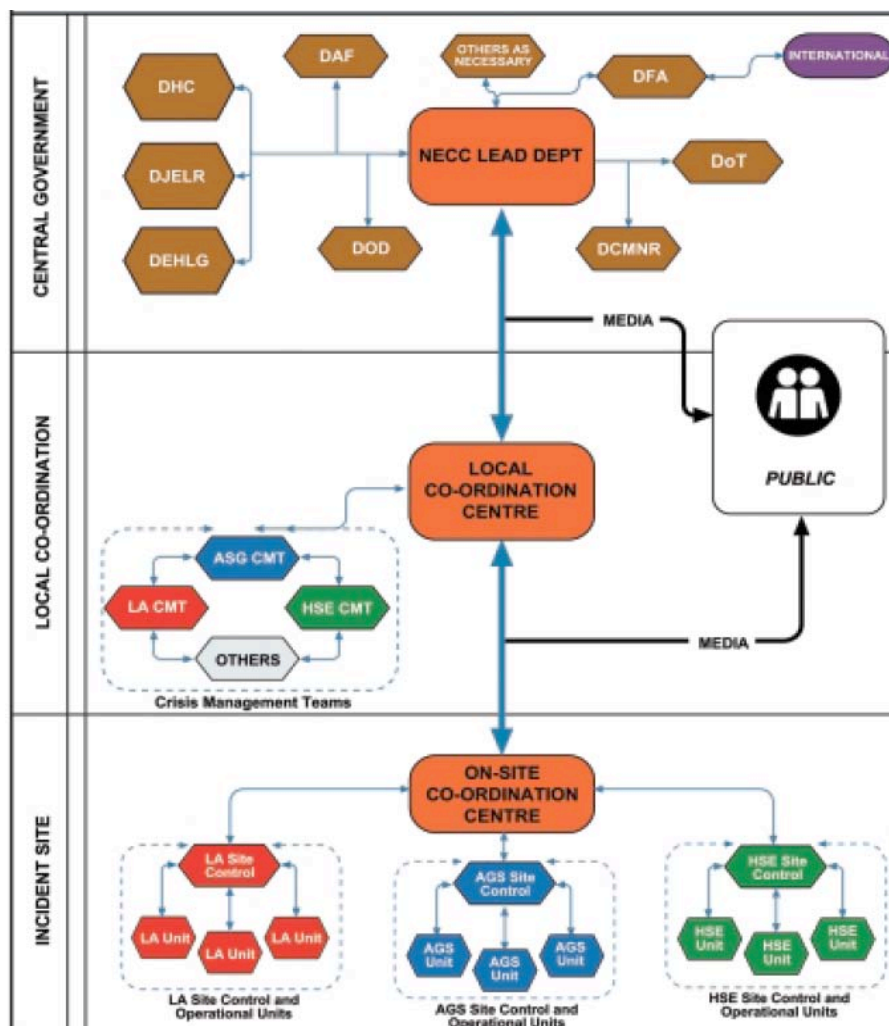 CENTRAL GOVERNMENT
DHC
DAF
OTHERS AS
NECESSARY
DFA
INTERNATIONAL
DJELR
NECC LEAD DEPT
DoT
DEHLG
DOD
DCMNR
MEDIA
PUBLIC
LOCAL CO-ORDINATION
LOCAL
CO-ORDINATION
CENTRE
ASG CMT
LA CMT
HSE CMT
OTHERS
Crisis Management Teams
MEDIA
INCIDENT SITE
ON-SITE
CO-ORDINATION
CENTRE
LA Site
Control
LA Unit
LA Unit
LA Unit
LA Site Control and
Operational Units
AGS Site
Control
AGS
Unit
AGS
Unit
AGS
Unit
AGS Site Control and
Operational Units
HSE Site
Control
HSE
Unit
HSE
Unit
HSE
Unit
HSE Site Control and
Operational Units